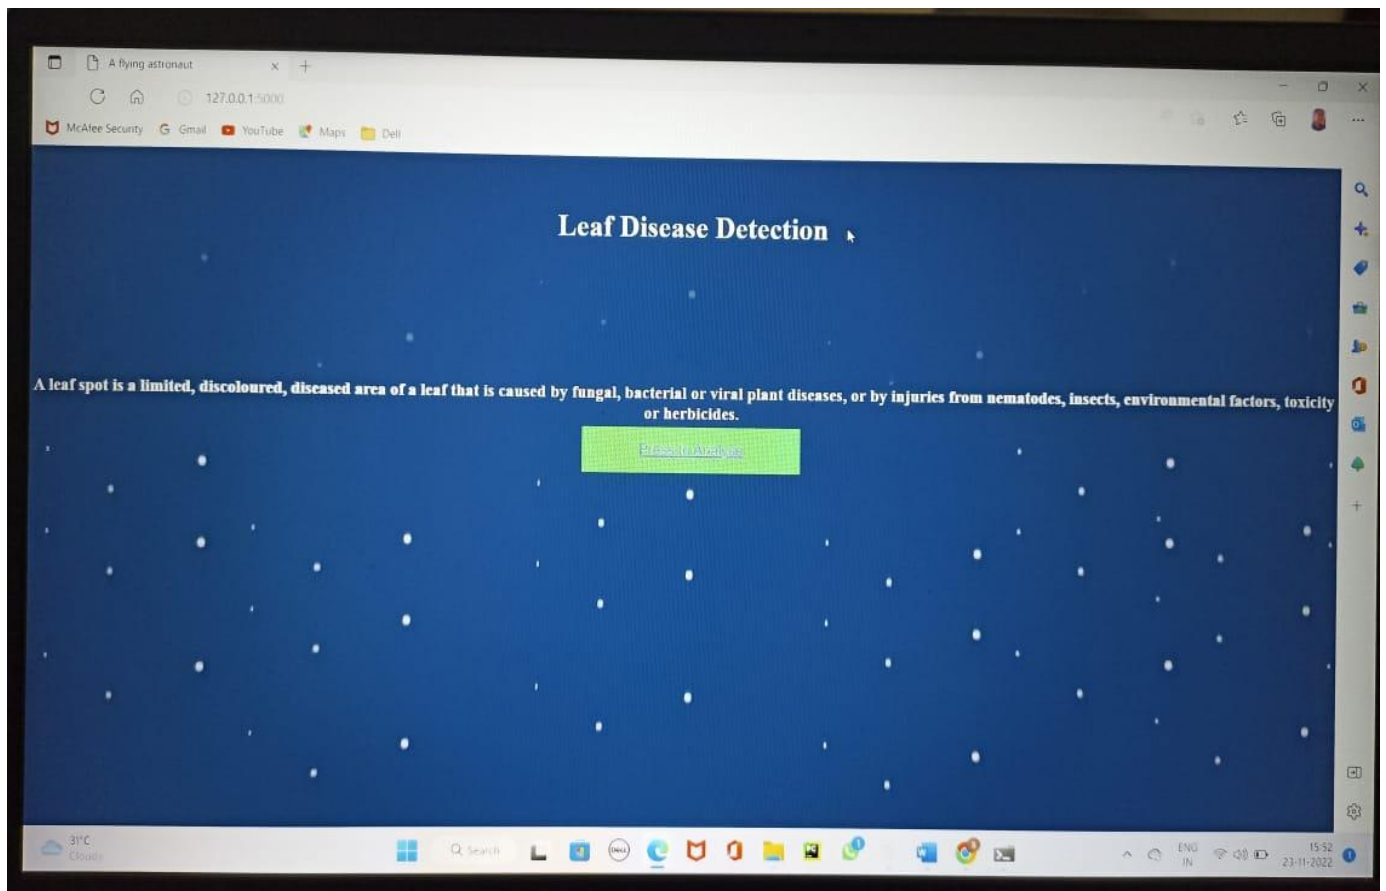 A flying astronaut
127.0.0.1:5000
McAfee Security G Gmail YouTube Maps Dell
Leaf Disease Detection
A leaf spot is a limited, discoloured, diseased area of a leaf that is caused by fungal, bacterial or viral plant diseases, or by injuries from nematodes, insects, environmental factors, toxicity
or herbicides.
31°C
Cloudy
Search
DELL
ENG
IN
15:52
23-11-2022